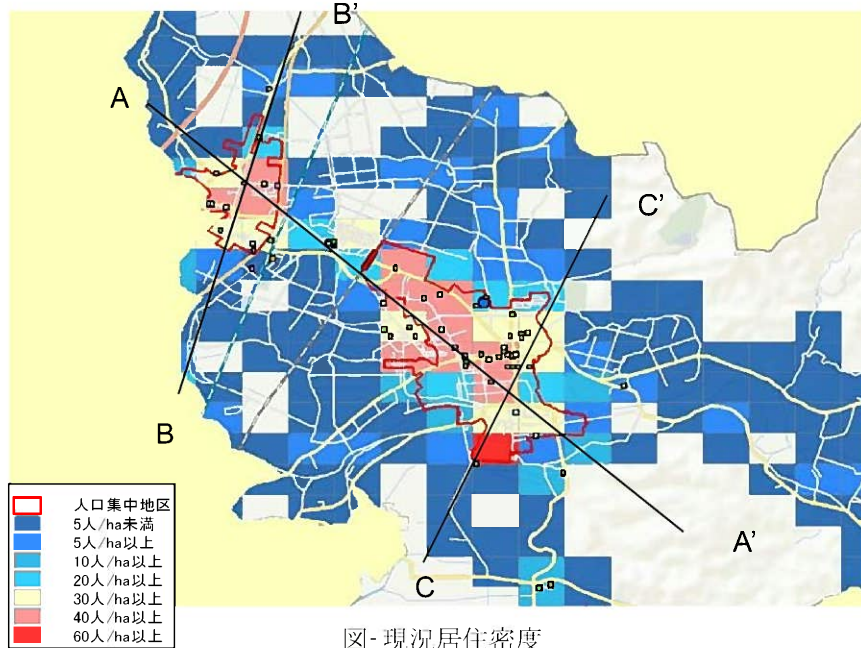 B’
A
C’
B
A’
C
人口集中地区
5人/ha未満
5人/ha以上
10人/ha以上
20人/ha以上
30人/ha以上
40人/ha以上
60人/ha以上
図-現況居住密度